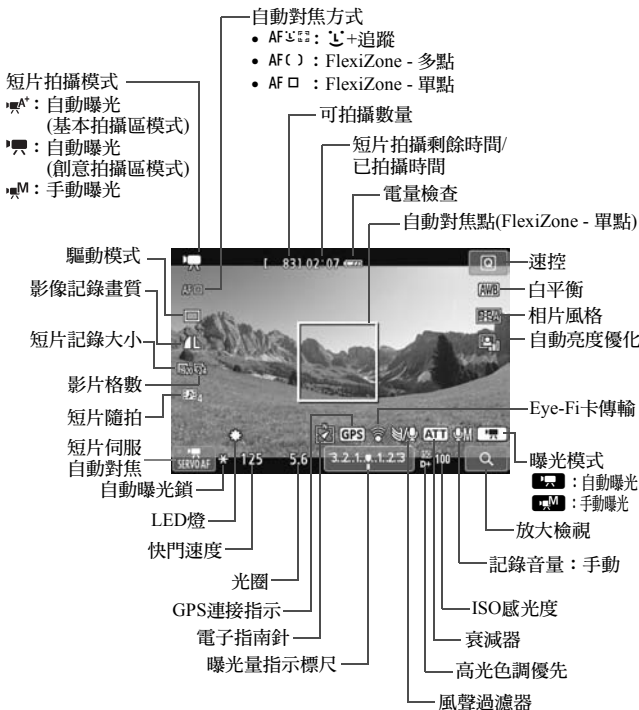 自動對焦方式
• AF : +追蹤
• AF( ) : FlexiZone - 多點
• AF□ : FlexiZone - 單點
短片拍攝模式
A+ : 自動曝光
(基本拍攝區模式)
: 自動曝光
(創意拍攝區模式)
M : 手動曝光
可拍攝數量
短片拍攝剩餘時間/
已拍攝時間
電量檢查
自動對焦點(FlexiZone - 單點)
[ 83] 02:07
驅動模式
影像記錄畫質
短片記錄大小
影片格數
短片隨拍
短片伺服
自動對焦
自動曝光鎖
LED燈
快門速度
光圈
GPS連接指示
電子指南針
曝光量指示標尺
AF□
L
SERVO AF
125
5.6
3.2.1.0.1.2.3
D+
100
GPS
ATT
M
Q
AWB
速控
白平衡
相片風格
自動亮度優化
Eye-Fi卡傳輸
曝光模式
: 自動曝光
M : 手動曝光
放大檢視
記錄音量：手動
ISO感光度
衰減器
高光色調優先
風聲過濾器